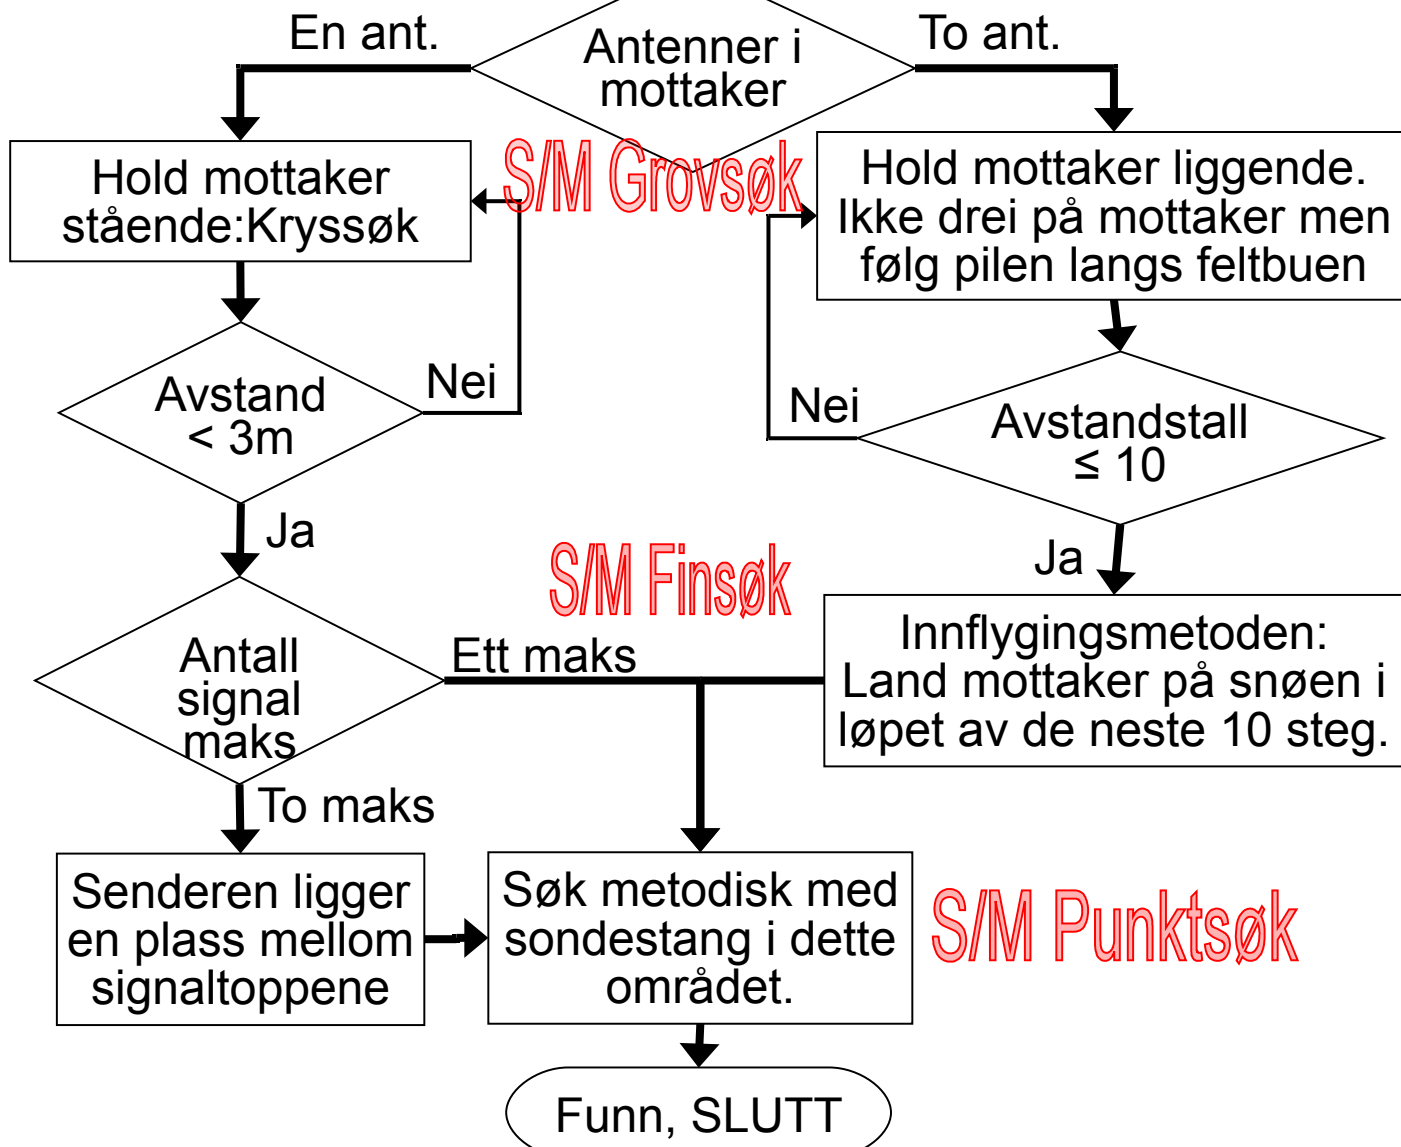 En ant.
Antenner i
mottaker
To ant.
S/M Grovsøk
Hold mottaker
stående:Kryssøk
Hold mottaker liggende.
Ikke drei på mottaker men
følg pilen langs feltbuen
Avstand
< 3m
Nei
Nei
Avstandstall
≤ 10
Ja
Ja
S/M Finsøk
Antall
signal
maks
Ett maks
Innflygingsmetoden:
Land mottaker på snøen i
løpet av de neste 10 steg.
To maks
Senderen ligger
en plass mellom
signaltoppene
Søk metodisk med
sondestang i dette
området.
S/M Punktsøk
Funn, SLUTT